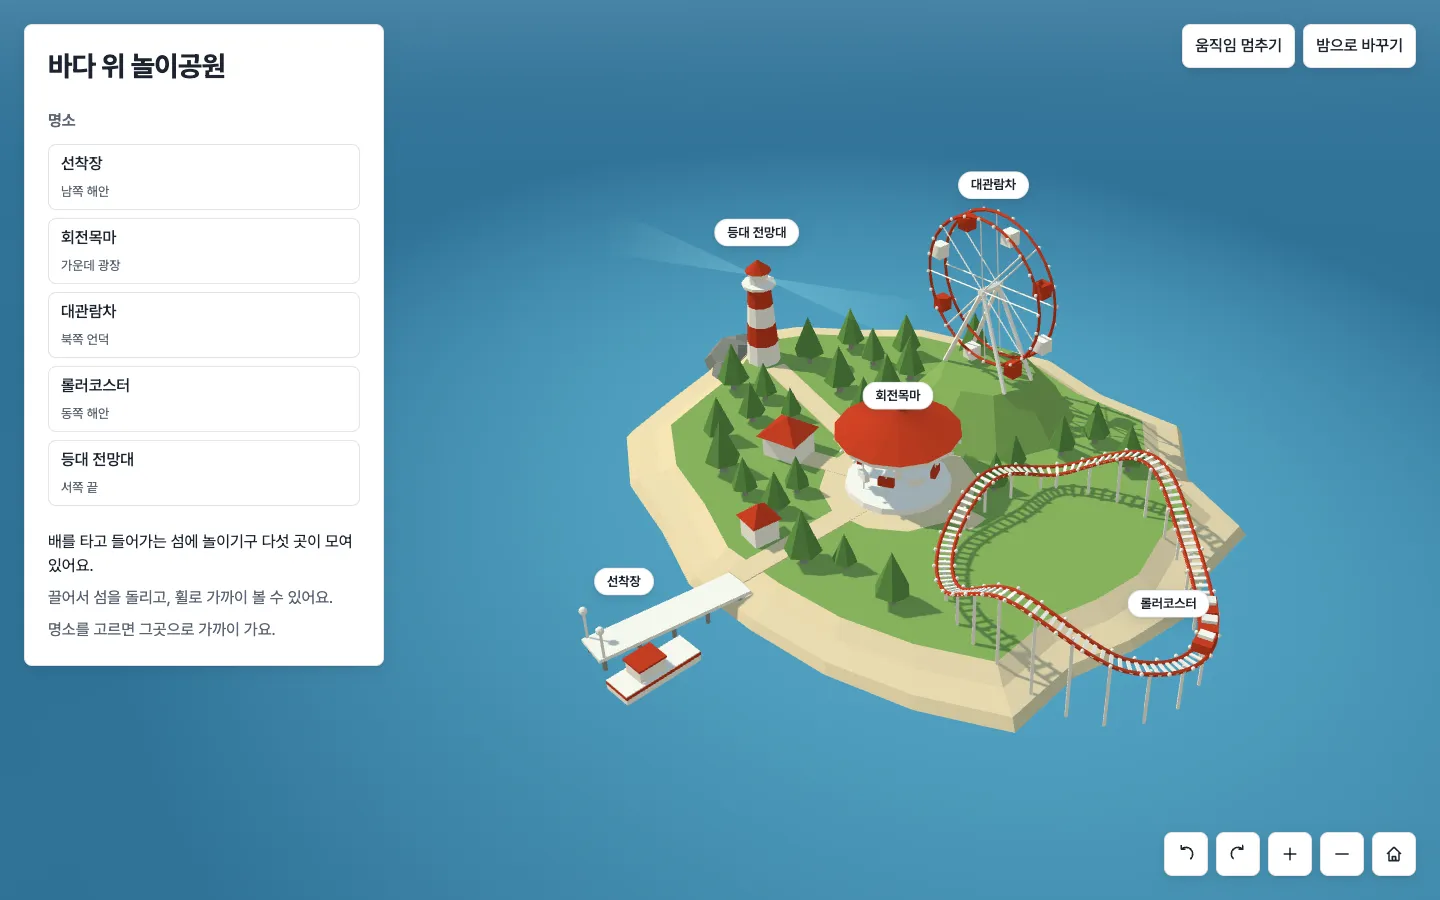 바다 위 놀이공원
명소
선착장
남쪽 해안
회전목마
가운데 광장
대관람차
북쪽 언덕
롤러코스터
동쪽 해안
등대 전망대
서쪽 끝
배를 타고 들어가는 섬에 놀이기구 다섯 곳이 모여
있어요.
끌어서 섬을 돌리고, 휠로 가까이 볼 수 있어요.
명소를 고르면 그곳으로 가까이 가요.
움직임 멈추기
밤으로 바꾸기
대관람차
등대 전망대
회전목마
선착장
롤러코스터